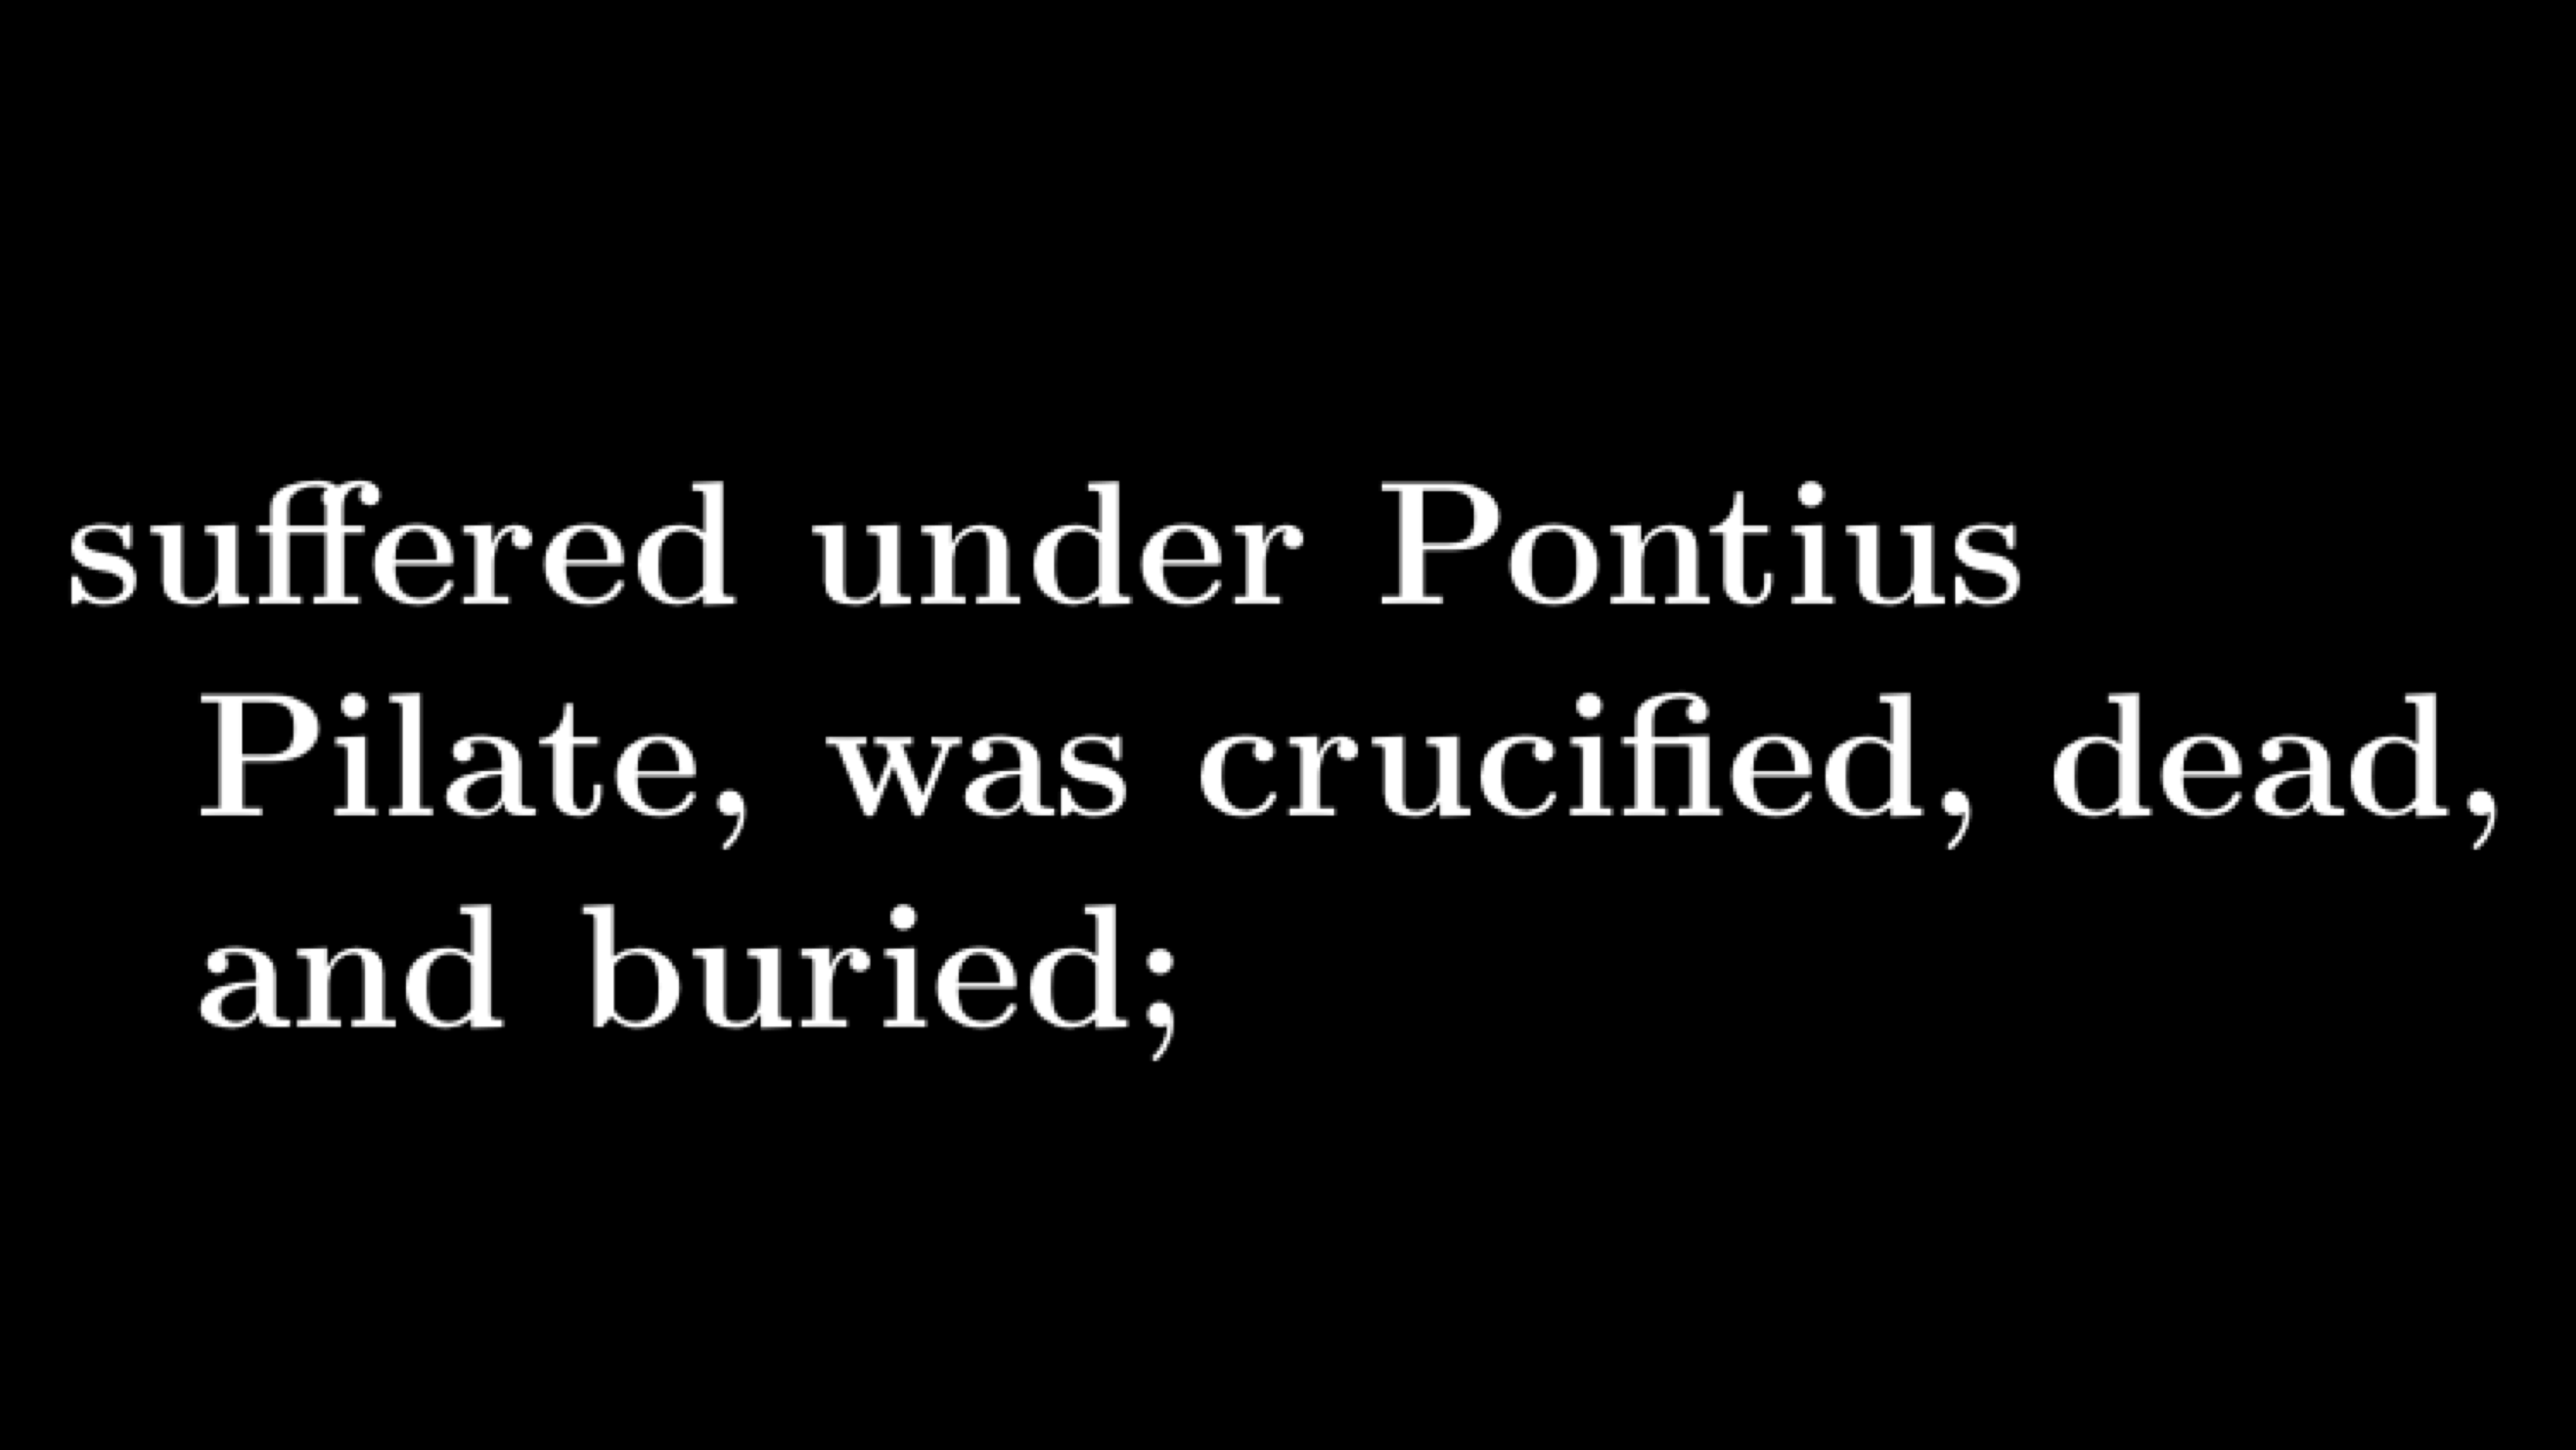 suffered under Pontius
Pilate, was crucified, dead,
and buried;